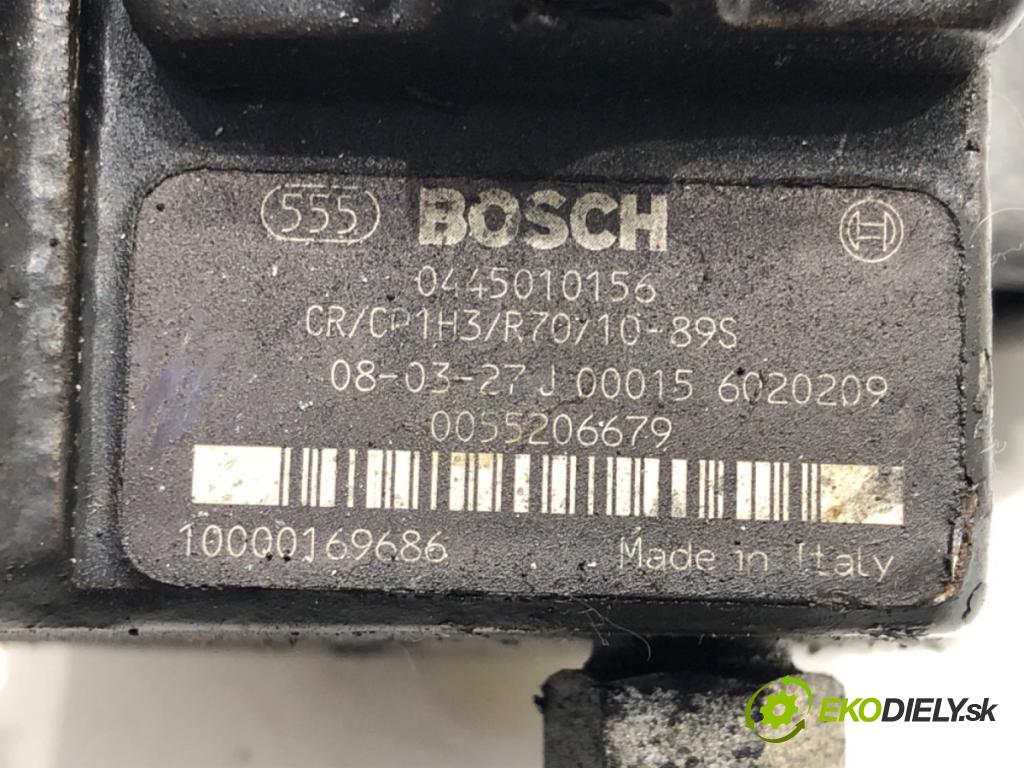 555 BOSCH
0445010156
CR/CP1H3/R70/10-89S
08-03-27 J 00015 6020209
0055206679
10000169686 Made in Italy
EKODIELY.sk